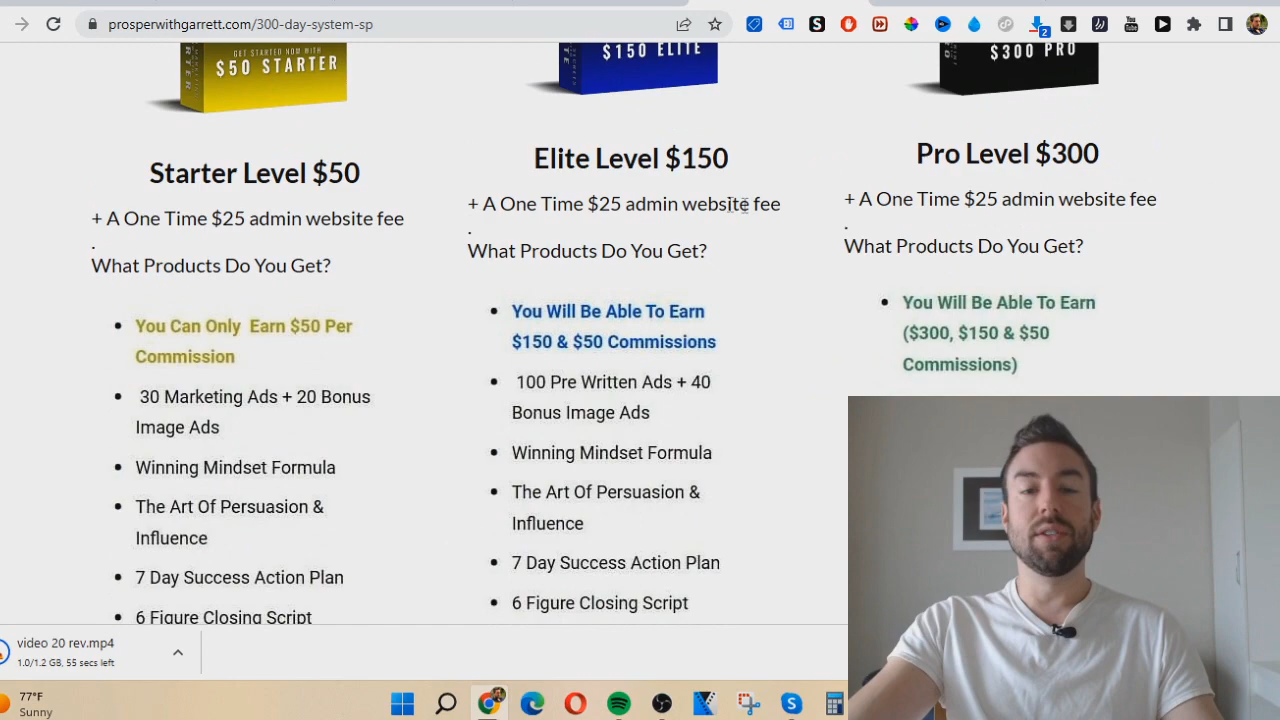 prosperwithgarrett.com/300-day-system-sp
2
GET STARTED NOW WITH
$50 STARTER
$150 ELITE
$300 PRO
Starter Level $50
+ A One Time $25 admin website fee
.
What Products Do You Get?
You Can Only Earn $50 Per
Commission
30 Marketing Ads + 20 Bonus
Image Ads
Winning Mindset Formula
The Art Of Persuasion &
Influence
7 Day Success Action Plan
6 Figure Closing Script
Elite Level $150
+ A One Time $25 admin website fee
.
What Products Do You Get?
You Will Be Able To Earn
$150 & $50 Commissions
100 Pre Written Ads + 40
Bonus Image Ads
Winning Mindset Formula
The Art Of Persuasion &
Influence
7 Day Success Action Plan
6 Figure Closing Script
Pro Level $300
+ A One Time $25 admin website fee
.
What Products Do You Get?
You Will Be Able To Earn
($300, $150 & $50
Commissions)
video 20 rev.mp4
1.0/1.2 GB, 55 secs left
77°F
Sunny